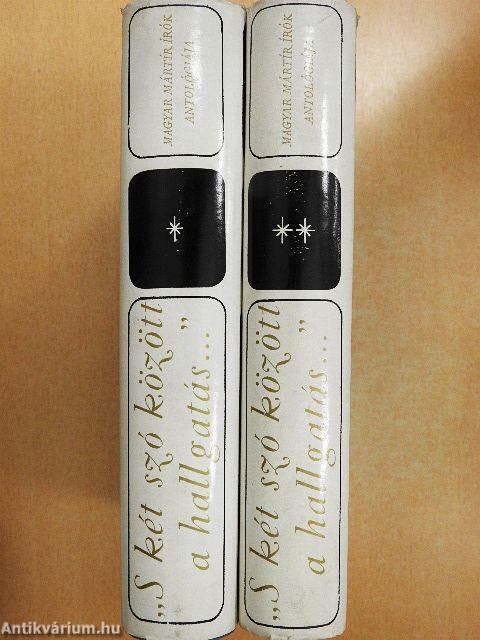 MAGYAR MÁRTÍR ÍRÓK
ANTOLÓGIÁJA
*
„S két szó között
a hallgatás...”
MAGYAR MÁRTÍR ÍRÓK
ANTOLÓGIÁJA
**
„S két szó között
a hallgatás...”
Antikvárium.hu